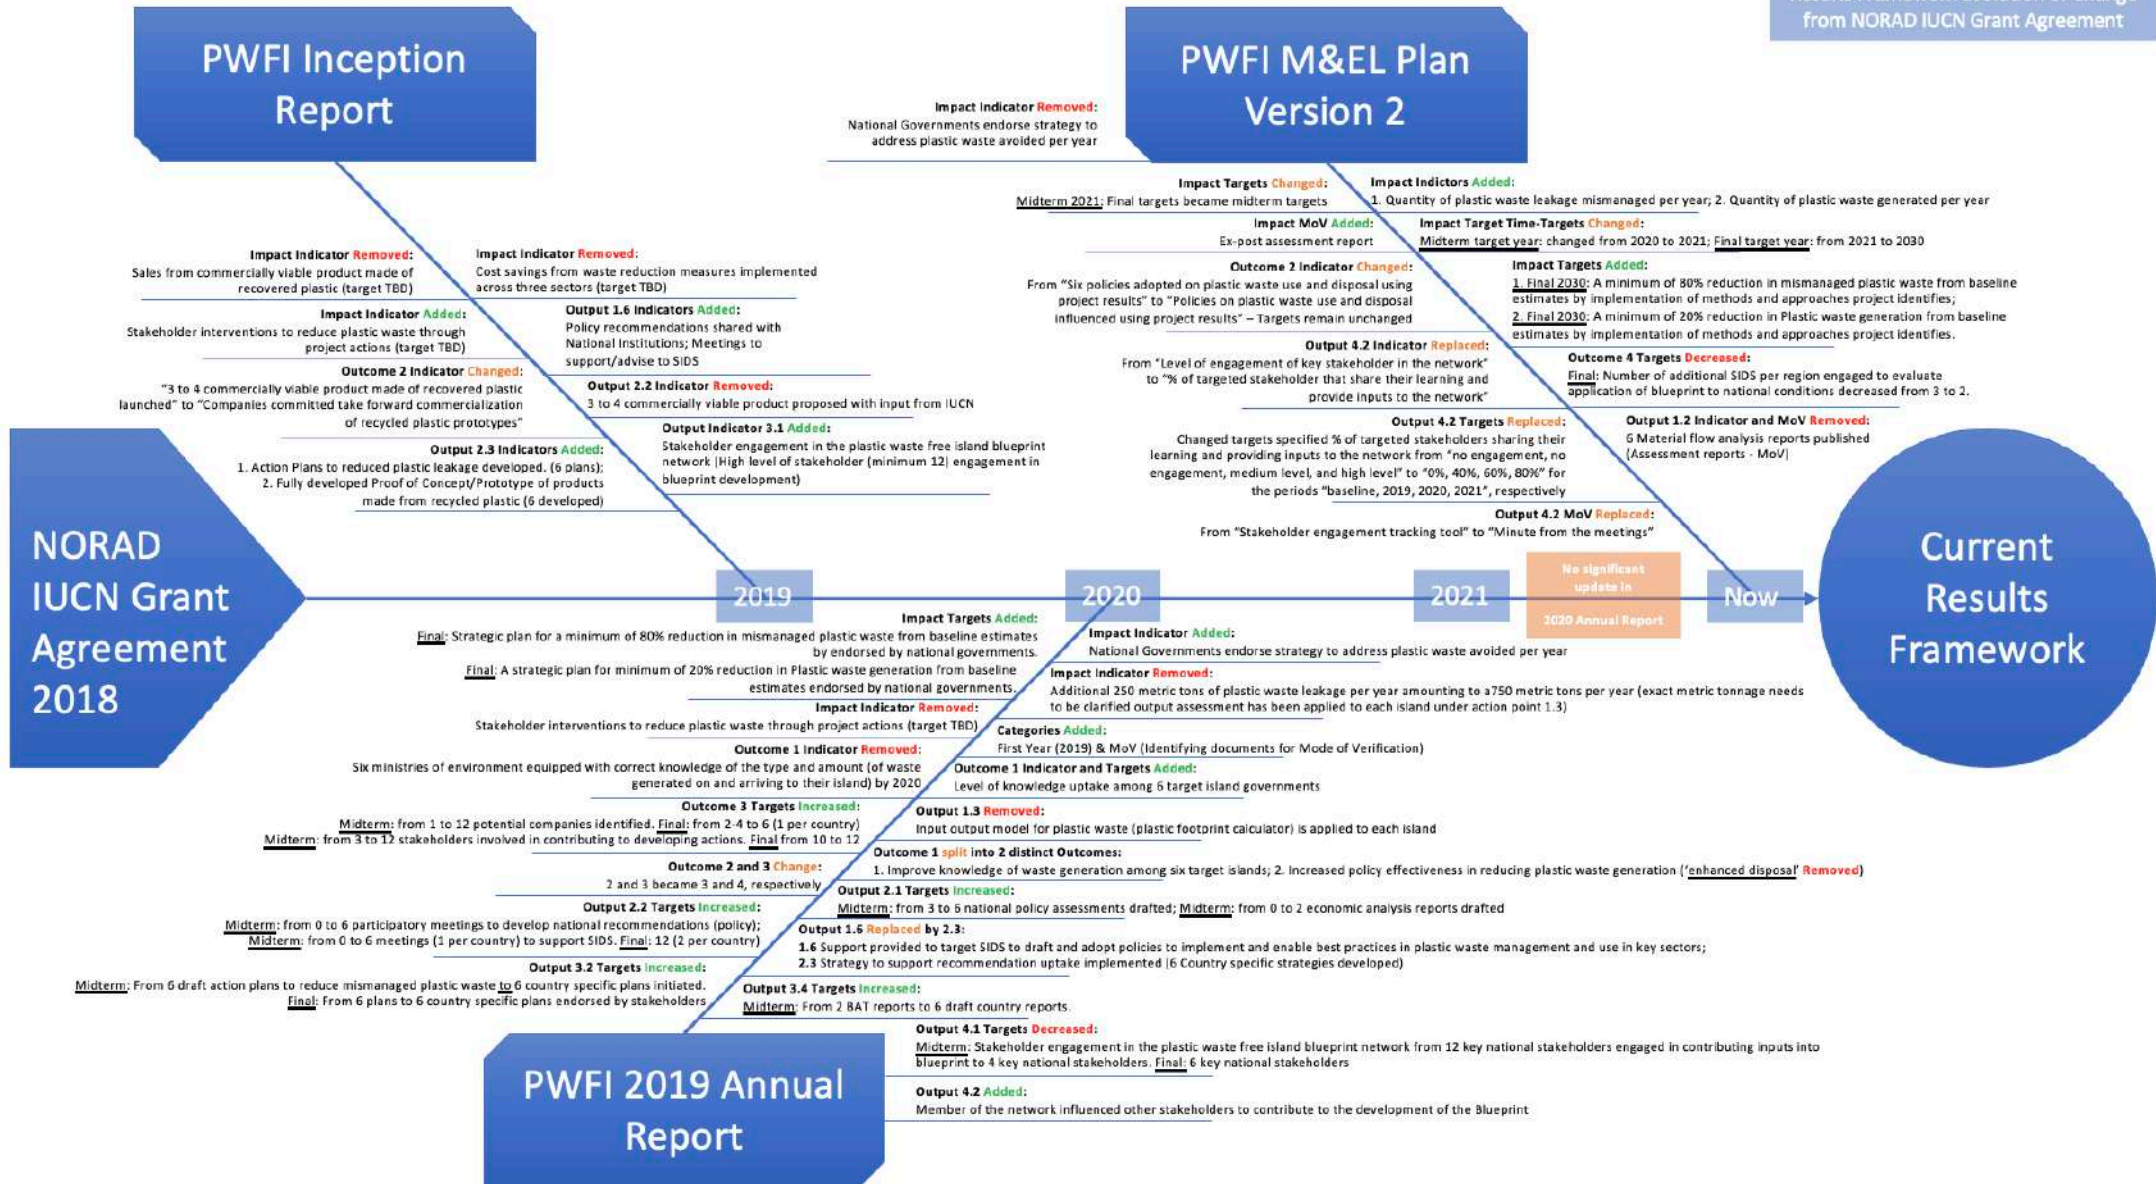 from NORAD IUCN Grant Agreement
PWFI Inception
Report
Impact Indicator Removed:
Sales from commercially viable product made of
recovered plastic (target TBD)
Impact Indicator Added:
Stakeholder interventions to reduce plastic waste through
project actions (target TBD)
Outcome 2 Indicator Changed:
"3 to 4 commercially viable product made of recovered plastic
launched" to "Companies committed take forward commercialization
of recycled plastic prototypes"
Output 2.3 Indicators Added:
1. Action Plans to reduced plastic leakage developed. (6 plans);
2. Fully developed Proof of Concept/Prototype of products
made from recycled plastic (6 developed)
Impact Indicator Removed:
Cost savings from waste reduction measures implemented
across three sectors (target TBD)
Output 1.6 Indicators Added:
Policy recommendations shared with
National Institutions; Meetings to
support/advise to SIDS
Output 2.2 Indicator Removed:
3 to 4 commercially viable product proposed with input from IUCN
Output Indicator 3.1 Added:
Stakeholder engagement in the plastic waste free island blueprint
network (High level of stakeholder (minimum 12) engagement in
blueprint development)
PWFI M&EL Plan
Version 2
Impact Indicator Removed:
National Governments endorse strategy to
address plastic waste avoided per year
Impact Targets Changed:
Midterm 2021: Final targets became midterm targets
Impact MoV Added:
Ex-post assessment report
Outcome 2 Indicator Changed:
From "Six policies adopted on plastic waste use and disposal using
project results" to "Policies on plastic waste use and disposal
influenced using project results" – Targets remain unchanged
Output 4.2 Indicator Replaced:
From "Level of engagement of key stakeholder in the network"
to "% of targeted stakeholder that share their learning and
provide inputs to the network"
Output 4.2 Targets Replaced:
Changed targets specified % of targeted stakeholders sharing their
learning and providing inputs to the network from "no engagement, no
engagement, medium level, and high level" to "0%, 40%, 60%, 80%" for
the periods "baseline, 2019, 2020, 2021", respectively
Output 4.2 MoV Replaced:
From "Stakeholder engagement tracking tool" to "Minute from the meetings"
Impact Indictors Added:
1. Quantity of plastic waste leakage mismanaged per year; 2. Quantity of plastic waste generated per year
Impact Target Time-Targets Changed:
Midterm target year: changed from 2020 to 2021; Final target year: from 2021 to 2030
Impact Targets Added:
1. Final 2030: A minimum of 80% reduction in mismanaged plastic waste from baseline
estimates by implementation of methods and approaches project identifies;
2. Final 2030: A minimum of 20% reduction in Plastic waste generation from baseline
estimates by implementation of methods and approaches project identifies.
Outcome 4 Targets Decreased:
Final: Number of additional SIDS per region engaged to evaluate
application of blueprint to national conditions decreased from 3 to 2.
Output 1.2 Indicator and MoV Removed:
6 Material flow analysis reports published
(Assessment reports - MoV)
NORAD
IUCN Grant
Agreement
2018
2019
2020
2021
No significant
update in
2020 Annual Report
Now
Current
Results
Framework
Impact Targets Added:
Final: Strategic plan for a minimum of 80% reduction in mismanaged plastic waste from baseline estimates
by endorsed by national governments.
Final: A strategic plan for minimum of 20% reduction in Plastic waste generation from baseline
estimates endorsed by national governments.
Impact Indicator Removed:
Stakeholder interventions to reduce plastic waste through project actions (target TBD)
Outcome 1 Indicator Removed:
Six ministries of environment equipped with correct knowledge of the type and amount (of waste
generated on and arriving to their island) by 2020
Outcome 3 Targets Increased:
Midterm: from 1 to 12 potential companies identified. Final: from 2-4 to 6 (1 per country)
Midterm: from 3 to 12 stakeholders involved in contributing to developing actions. Final from 10 to 12
Outcome 2 and 3 Change:
2 and 3 became 3 and 4, respectively
Output 2.2 Targets Increased:
Midterm: from 0 to 6 participatory meetings to develop national recommendations (policy);
Midterm: from 0 to 6 meetings (1 per country) to support SIDS. Final: 12 (2 per country)
Output 3.2 Targets Increased:
Midterm: From 6 draft action plans to reduce mismanaged plastic waste to 6 country specific plans initiated.
Final: From 6 plans to 6 country specific plans endorsed by stakeholders
Impact Indicator Added:
National Governments endorse strategy to address plastic waste avoided per year
Impact Indicator Removed:
Additional 250 metric tons of plastic waste leakage per year amounting to a750 metric tons per year (exact metric tonnage needs
to be clarified output assessment has been applied to each island under action point 1.3)
Categories Added:
First Year (2019) & MoV (Identifying documents for Mode of Verification)
Outcome 1 Indicator and Targets Added:
Level of knowledge uptake among 6 target island governments
Output 1.3 Removed:
Input output model for plastic waste (plastic footprint calculator) is applied to each island
Outcome 1 split into 2 distinct Outcomes:
1. Improve knowledge of waste generation among six target islands; 2. Increased policy effectiveness in reducing plastic waste generation ('enhanced disposal' Removed)
Output 2.1 Targets Increased:
Midterm: from 3 to 6 national policy assessments drafted; Midterm: from 0 to 2 economic analysis reports drafted
Output 1.6 Replaced by 2.3:
1.6 Support provided to target SIDS to draft and adopt policies to implement and enable best practices in plastic waste management and use in key sectors;
2.3 Strategy to support recommendation uptake implemented (6 Country specific strategies developed)
Output 3.4 Targets Increased:
Midterm: From 2 BAT reports to 6 draft country reports.
Output 4.1 Targets Decreased:
Midterm: Stakeholder engagement in the plastic waste free island blueprint network from 12 key national stakeholders engaged in contributing inputs into
blueprint to 4 key national stakeholders. Final: 6 key national stakeholders
Output 4.2 Added:
Member of the network influenced other stakeholders to contribute to the development of the Blueprint
PWFI 2019 Annual
Report